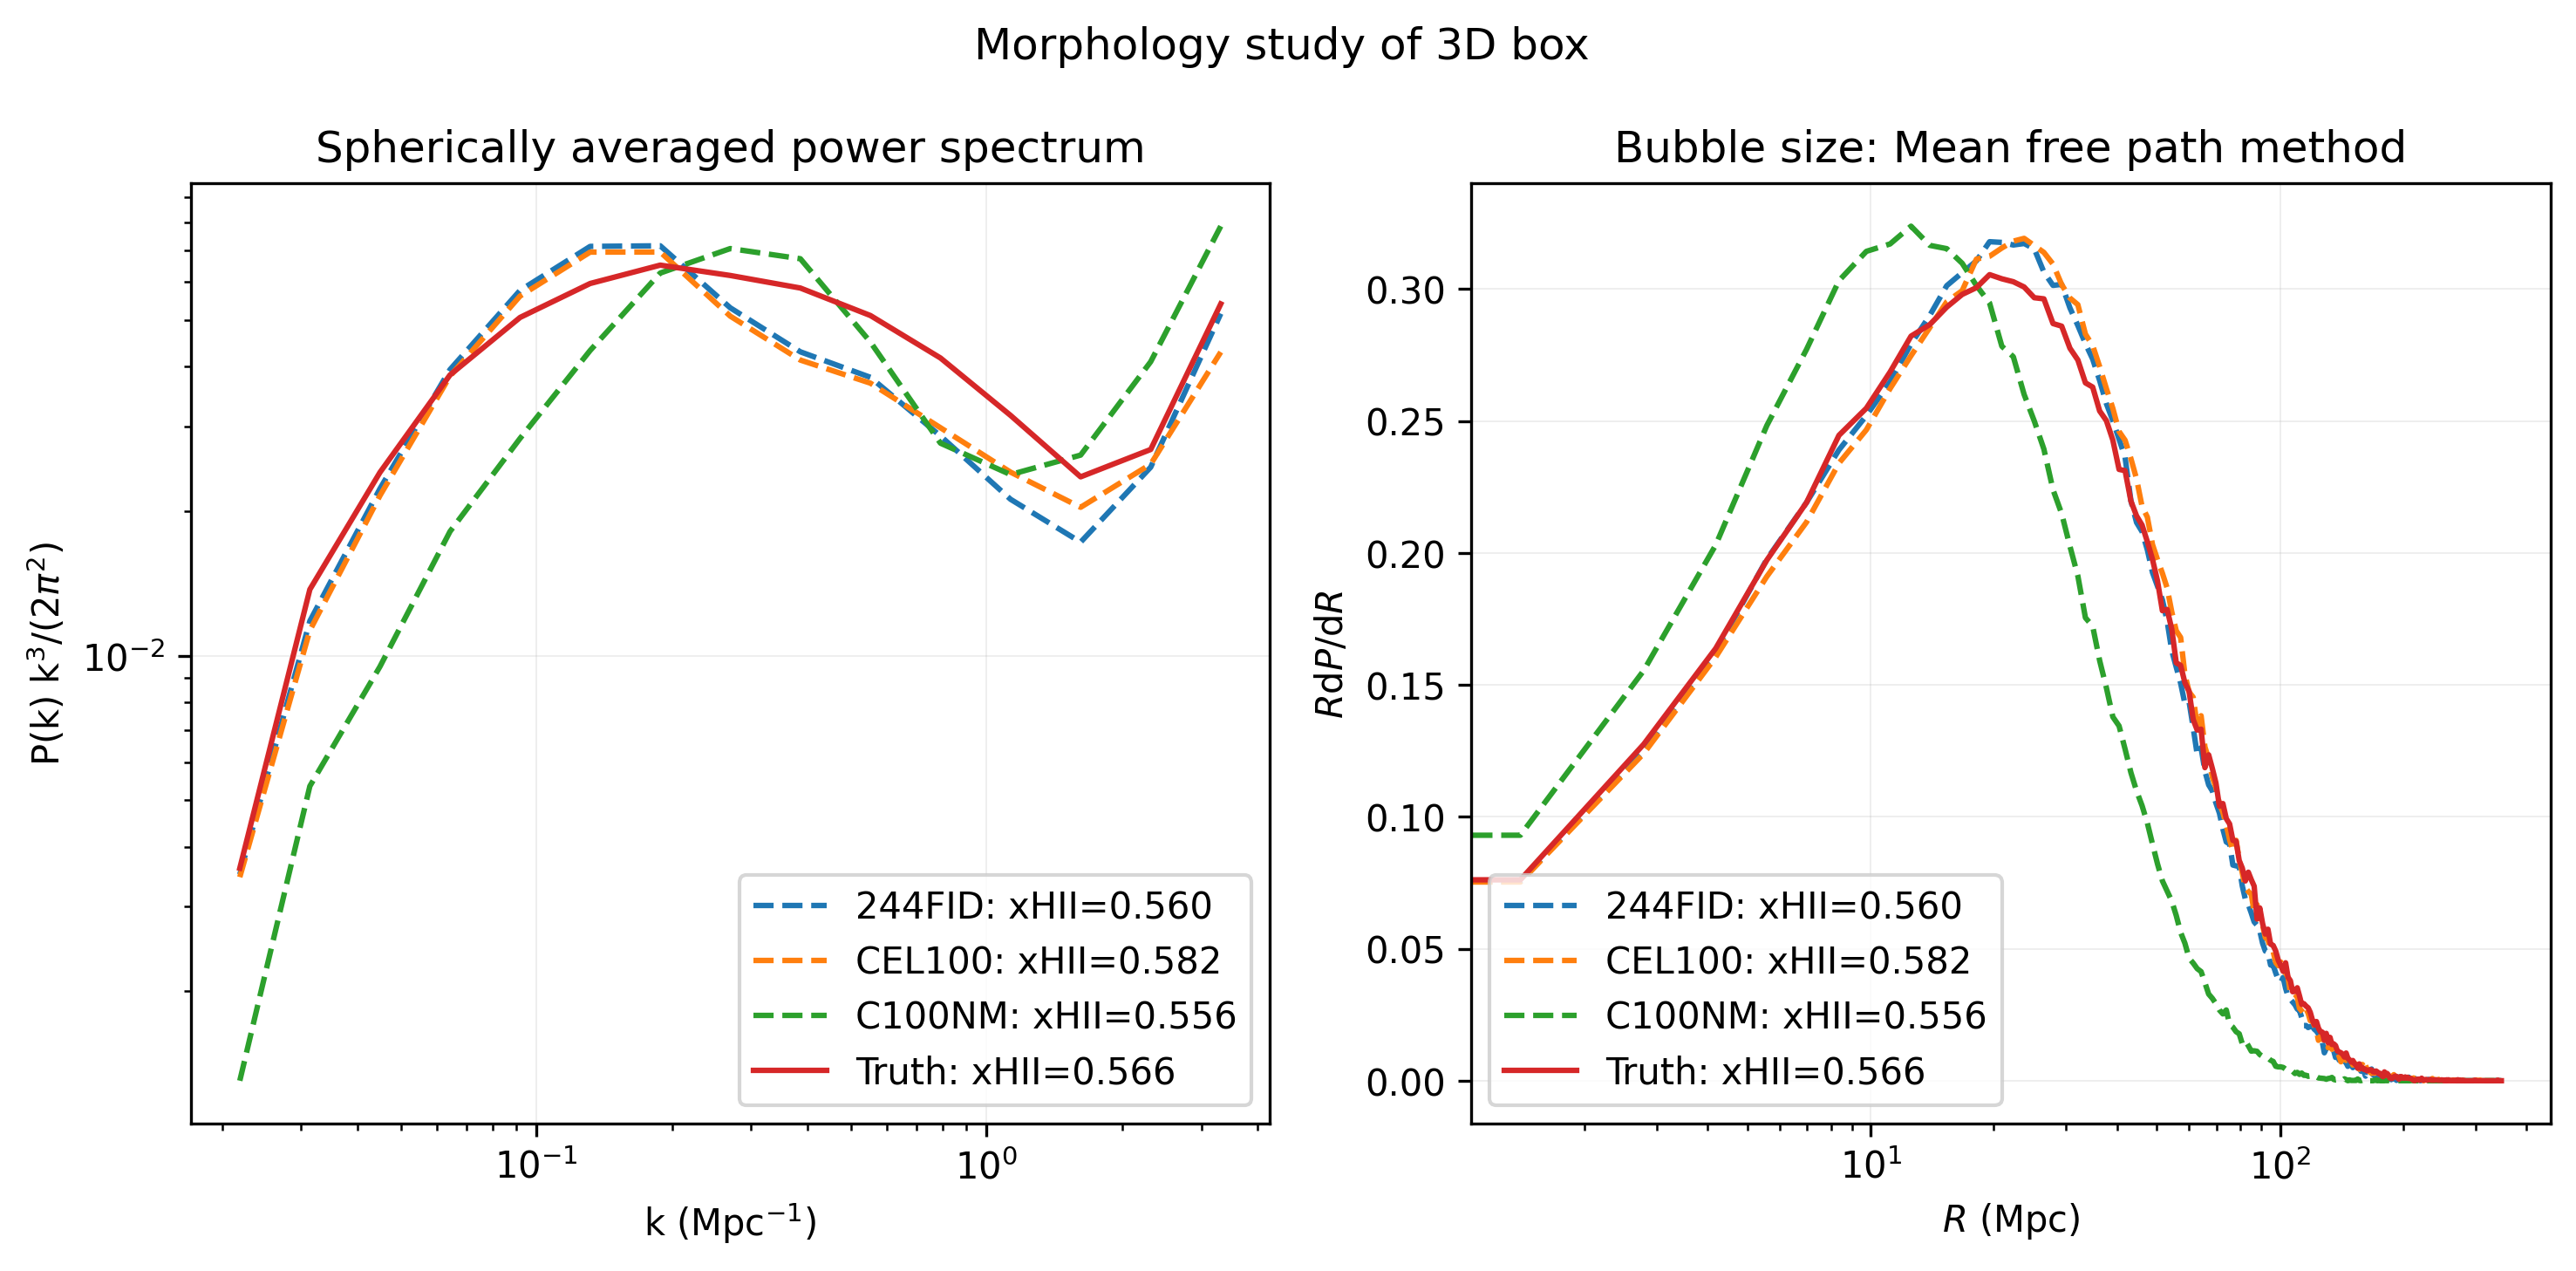 Morphology study of 3D box
Spherically averaged power spectrum
P(k) k³/(2π²)
10⁻²
10⁻¹
10⁰
k (Mpc⁻¹)
244FID: xHII=0.560
CEL100: xHII=0.582
C100NM: xHII=0.556
Truth: xHII=0.566
Bubble size: Mean free path method
RdP/dR
0.30
0.25
0.20
0.15
0.10
0.05
0.00
10¹
10²
R (Mpc)
244FID: xHII=0.560
CEL100: xHII=0.582
C100NM: xHII=0.556
Truth: xHII=0.566